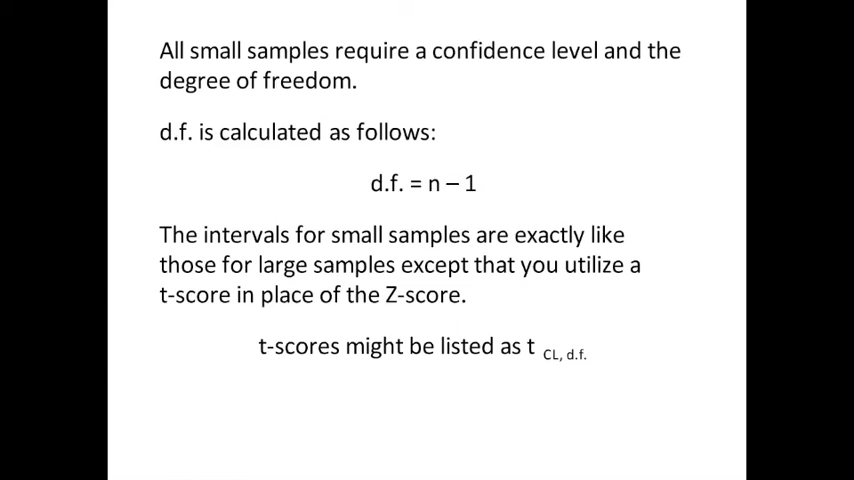 All small samples require a confidence level and the
degree of freedom.
d.f. is calculated as follows:
d.f. = n – 1
The intervals for small samples are exactly like
those for large samples except that you utilize a
t-score in place of the Z-score.
t-scores might be listed as t CL, d.f.